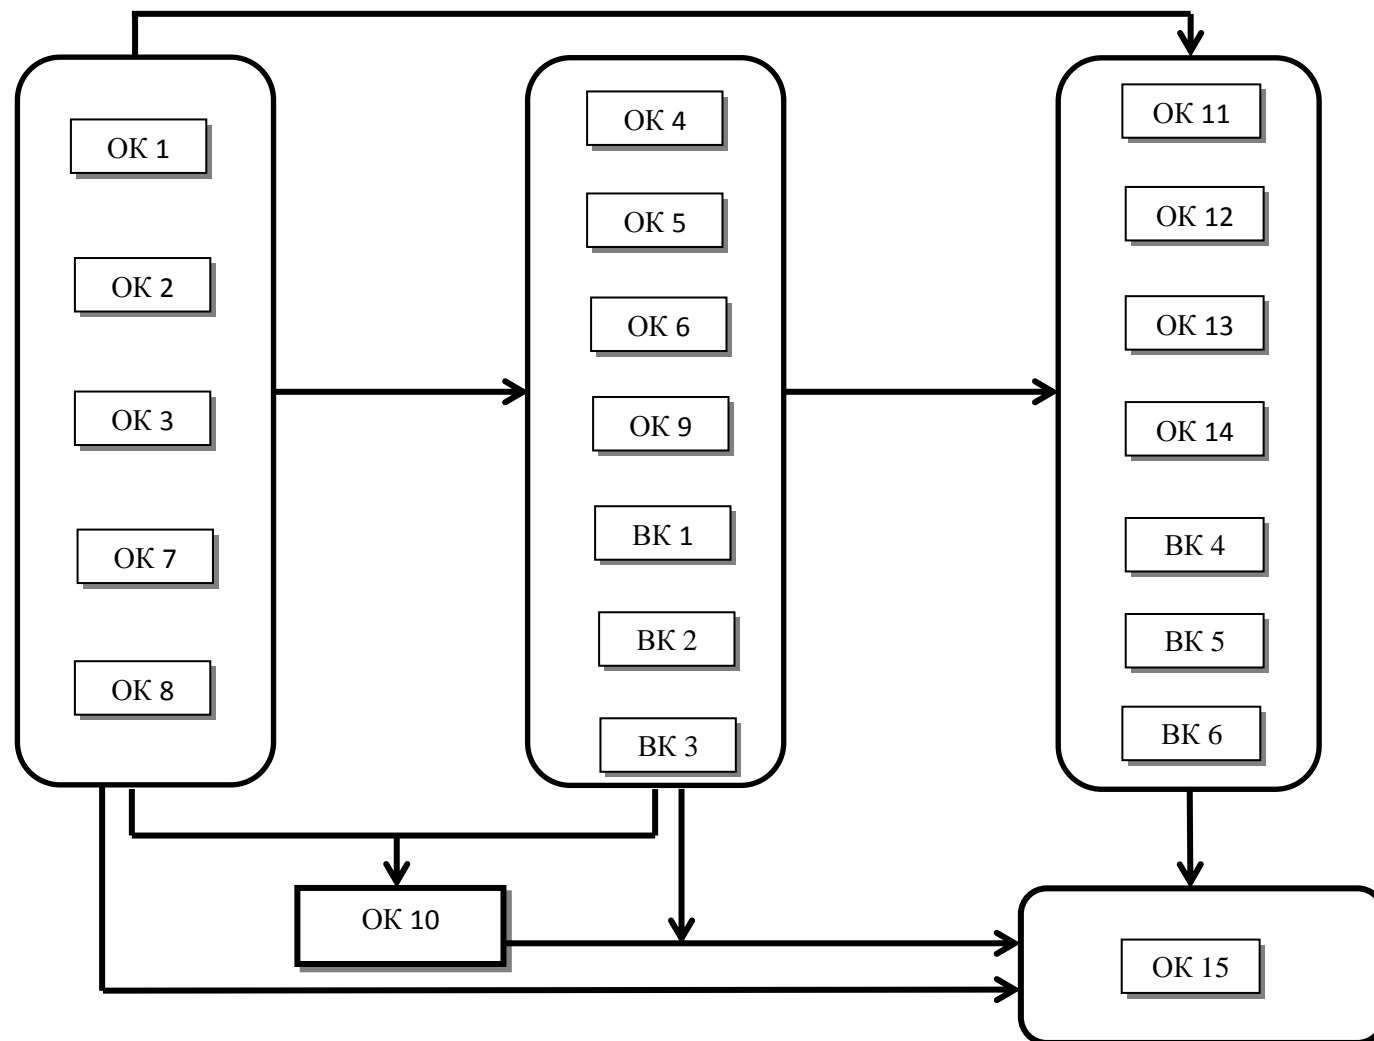 ОК 1
ОК 2
ОК 3
ОК 7
ОК 8
ОК 4
ОК 5
ОК 6
ОК 9
ВК 1
ВК 2
ВК 3
ОК 11
ОК 12
ОК 13
ОК 14
ВК 4
ВК 5
ВК 6
ОК 10
ОК 15